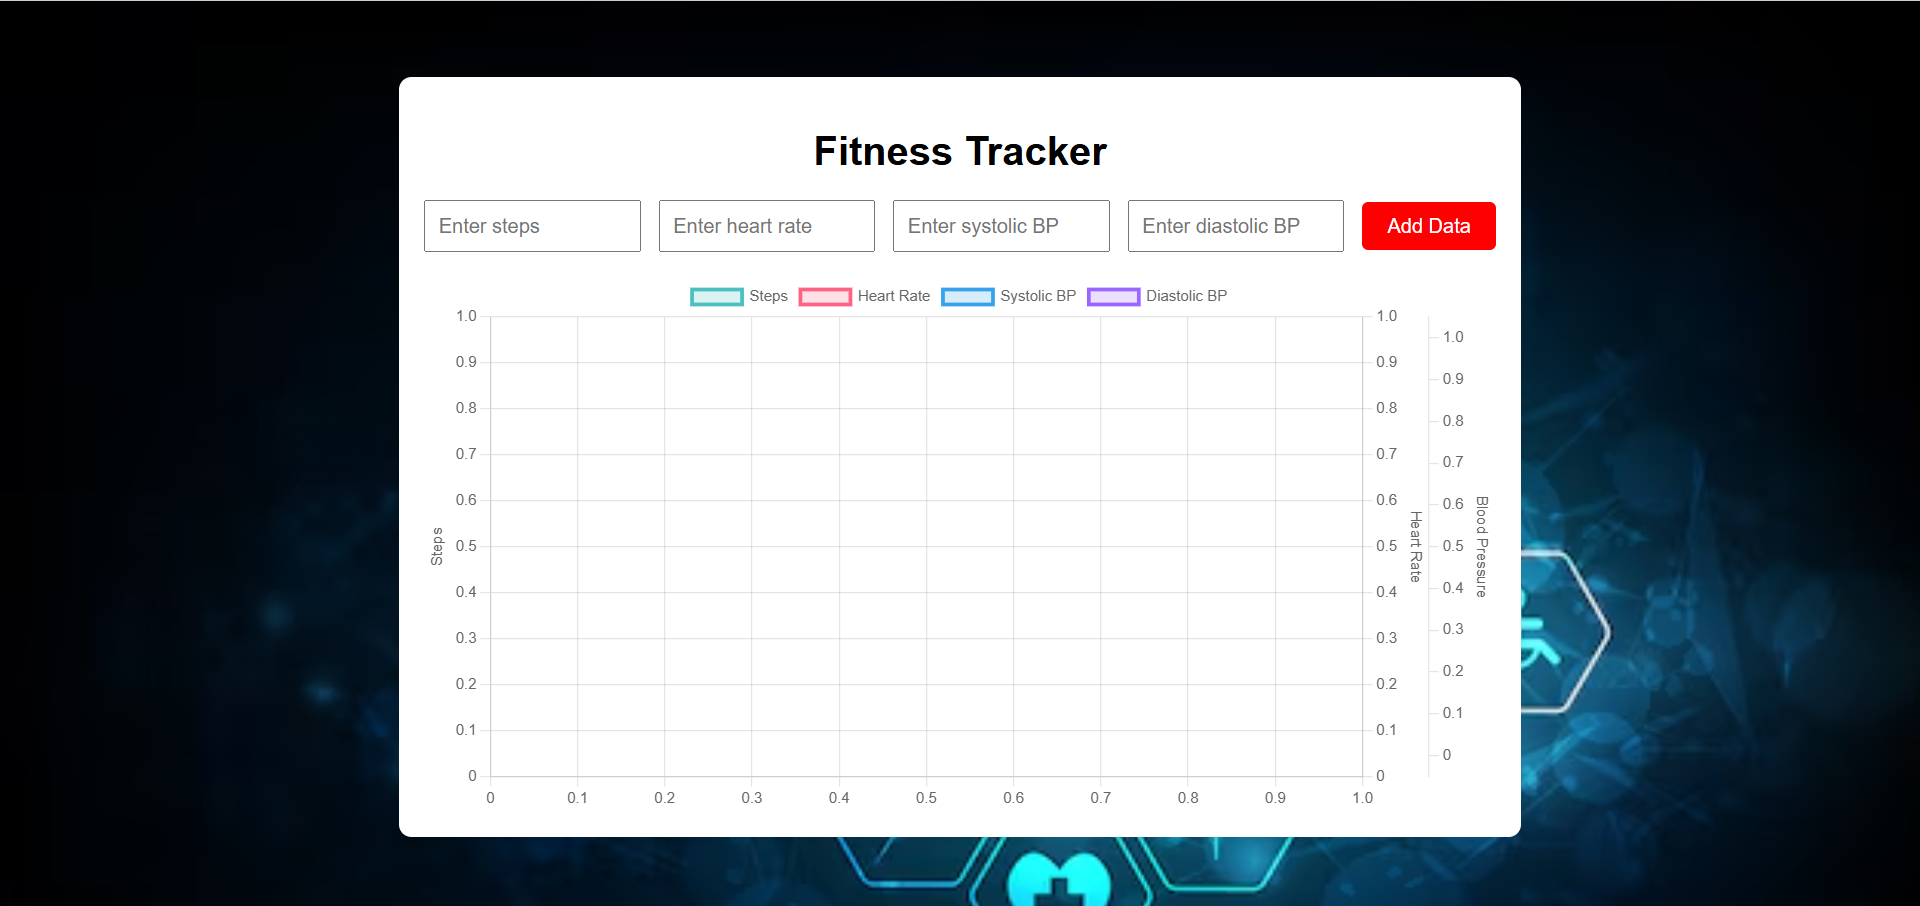 Fitness Tracker
Enter steps Enter heart rate Enter systolic BP Enter diastolic BP Add Data
Steps Heart Rate Systolic BP Diastolic BP
1.0 1.0 1.0
0.9 0.9 0.9
0.8 0.8 0.8
0.7 0.7 0.7
0.6 0.6 0.6
0.5 0.5 0.5
0.4 0.4 0.4
0.3 0.3 0.3
0.2 0.2 0.2
0.1 0.1 0.1
0 0 0
Steps
Heart Rate
Blood Pressure
0 0.1 0.2 0.3 0.4 0.5 0.6 0.7 0.8 0.9 1.0